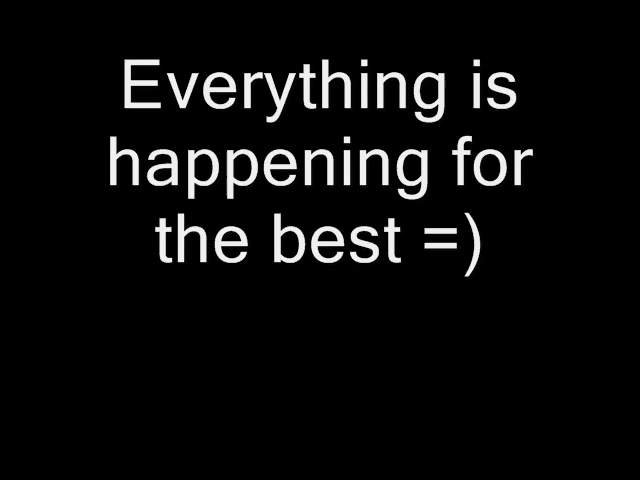 Everything is
happening for
the best =)